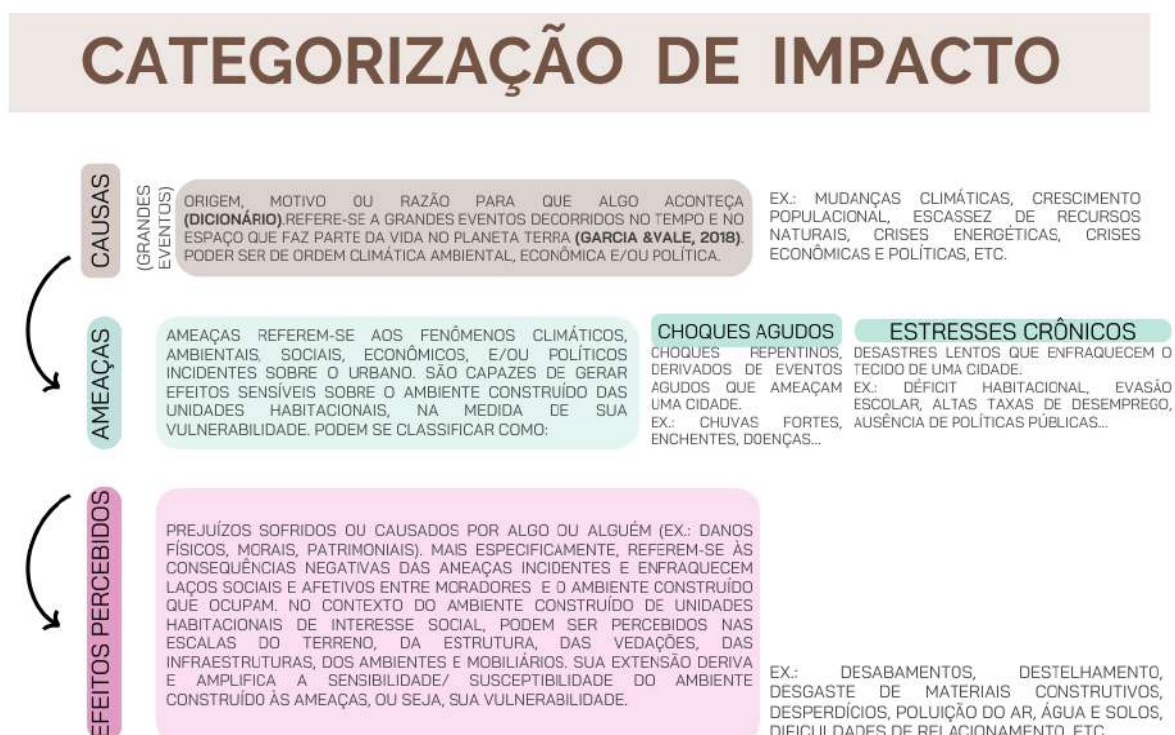 CATEGORIZAÇÃO DE IMPACTO
CAUSAS
(GRANDES
EVENTOS)
ORIGEM, MOTIVO OU RAZÃO PARA QUE ALGO ACONTEÇA
(DICIONÁRIO).REFERE-SE A GRANDES EVENTOS DECORRIDOS NO TEMPO E NO
ESPAÇO QUE FAZ PARTE DA VIDA NO PLANETA TERRA (GARCIA &VALE, 2018).
PODER SER DE ORDEM CLIMÁTICA AMBIENTAL, ECONÔMICA E/OU POLÍTICA.
EX.: MUDANÇAS CLIMÁTICAS, CRESCIMENTO
POPULACIONAL, ESCASSEZ DE RECURSOS
NATURAIS, CRISES ENERGÉTICAS, CRISES
ECONÔMICAS E POLÍTICAS, ETC.
AMEAÇAS
AMEAÇAS REFEREM-SE AOS FENÔMENOS CLIMÁTICOS,
AMBIENTAIS, SOCIAIS, ECONÔMICOS, E/OU POLÍTICOS
INCIDENTES SOBRE O URBANO. SÃO CAPAZES DE GERAR
EFEITOS SENSÍVEIS SOBRE O AMBIENTE CONSTRUÍDO DAS
UNIDADES HABITACIONAIS, NA MEDIDA DE SUA
VULNERABILIDADE. PODEM SE CLASSIFICAR COMO:
CHOQUES AGUDOS
CHOQUES REPENTINOS,
DERIVADOS DE EVENTOS
AGUDOS QUE AMEAÇAM
UMA CIDADE.
EX.: CHUVAS FORTES,
ENCHENTES, DOENÇAS...
ESTRESSES CRÔNICOS
DESASTRES LENTOS QUE ENFRAQUECEM O
TECIDO DE UMA CIDADE.
EX.: DÉFICIT HABITACIONAL, EVASÃO
ESCOLAR, ALTAS TAXAS DE DESEMPREGO,
AUSÊNCIA DE POLÍTICAS PÚBLICAS...
EFEITOS PERCEBIDOS
PREJUÍZOS SOFRIDOS OU CAUSADOS POR ALGO OU ALGUÉM (EX.: DANOS
FÍSICOS, MORAIS, PATRIMONIAIS). MAIS ESPECIFICAMENTE, REFEREM-SE ÀS
CONSEQUÊNCIAS NEGATIVAS DAS AMEAÇAS INCIDENTES E ENFRAQUECEM
LAÇOS SOCIAIS E AFETIVOS ENTRE MORADORES E O AMBIENTE CONSTRUÍDO
QUE OCUPAM. NO CONTEXTO DO AMBIENTE CONSTRUÍDO DE UNIDADES
HABITACIONAIS DE INTERESSE SOCIAL, PODEM SER PERCEBIDOS NAS
ESCALAS DO TERRENO, DA ESTRUTURA, DAS VEDAÇÕES, DAS
INFRAESTRUTURAS, DOS AMBIENTES E MOBILIÁRIOS. SUA EXTENSÃO DERIVA
E AMPLIFICA A SENSIBILIDADE/ SUSCEPTIBILIDADE DO AMBIENTE
CONSTRUÍDO ÀS AMEAÇAS, OU SEJA, SUA VULNERABILIDADE.
EX.: DESABAMENTOS, DESTELHAMENTO,
DESGASTE DE MATERIAIS CONSTRUTIVOS,
DESPERDÍCIOS, POLUIÇÃO DO AR, ÁGUA E SOLOS,
DIFICULDADES DE RELACIONAMENTO, ETC.